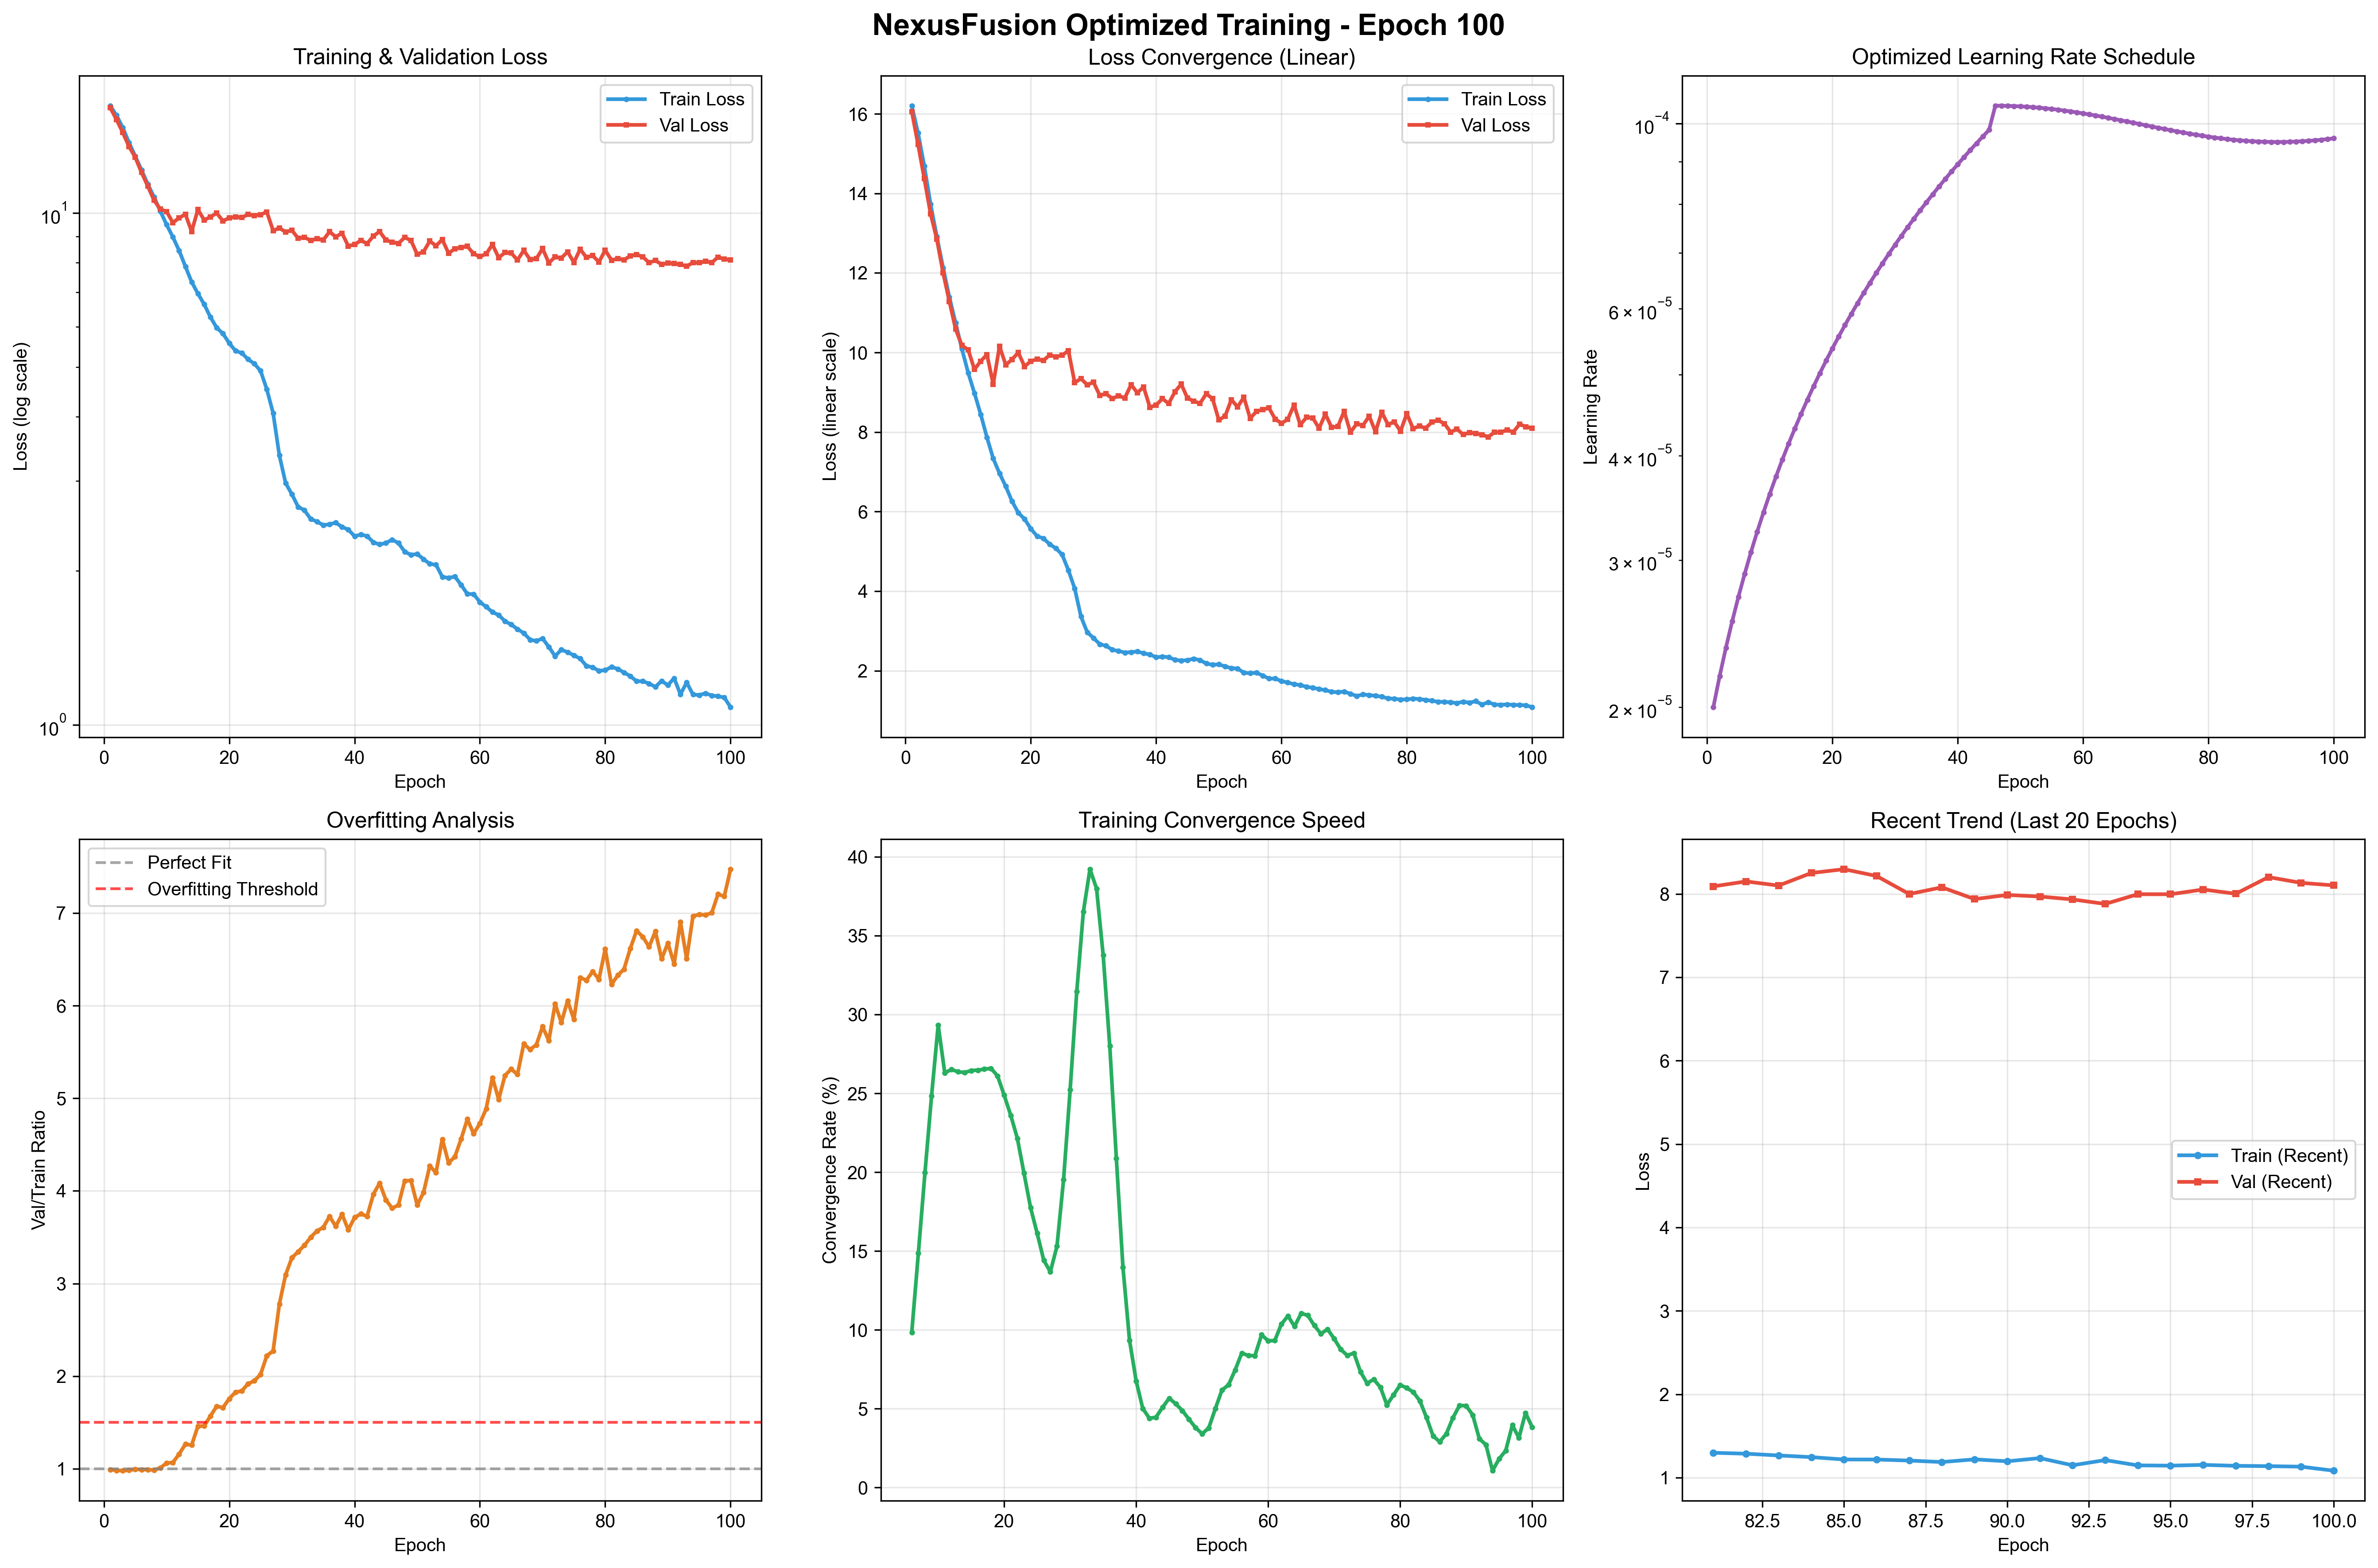 NexusFusion Optimized Training - Epoch 100
Training & Validation Loss
Train Loss
Val Loss
10^1
10^0
Loss (log scale)
0 20 40 60 80 100
Epoch
Loss Convergence (Linear)
Train Loss
Val Loss
16
14
12
10
8
6
4
2
Loss (linear scale)
0 20 40 60 80 100
Epoch
Optimized Learning Rate Schedule
10^−4
6 × 10^−5
4 × 10^−5
3 × 10^−5
2 × 10^−5
Learning Rate
0 20 40 60 80 100
Epoch
Overfitting Analysis
Perfect Fit
Overfitting Threshold
7
6
5
4
3
2
1
Val/Train Ratio
0 20 40 60 80 100
Epoch
Training Convergence Speed
40
35
30
25
20
15
10
5
0
Convergence Rate (%)
20 40 60 80 100
Epoch
Recent Trend (Last 20 Epochs)
8
7
6
5
4
3
2
1
Loss
Train (Recent)
Val (Recent)
82.5 85.0 87.5 90.0 92.5 95.0 97.5 100.0
Epoch